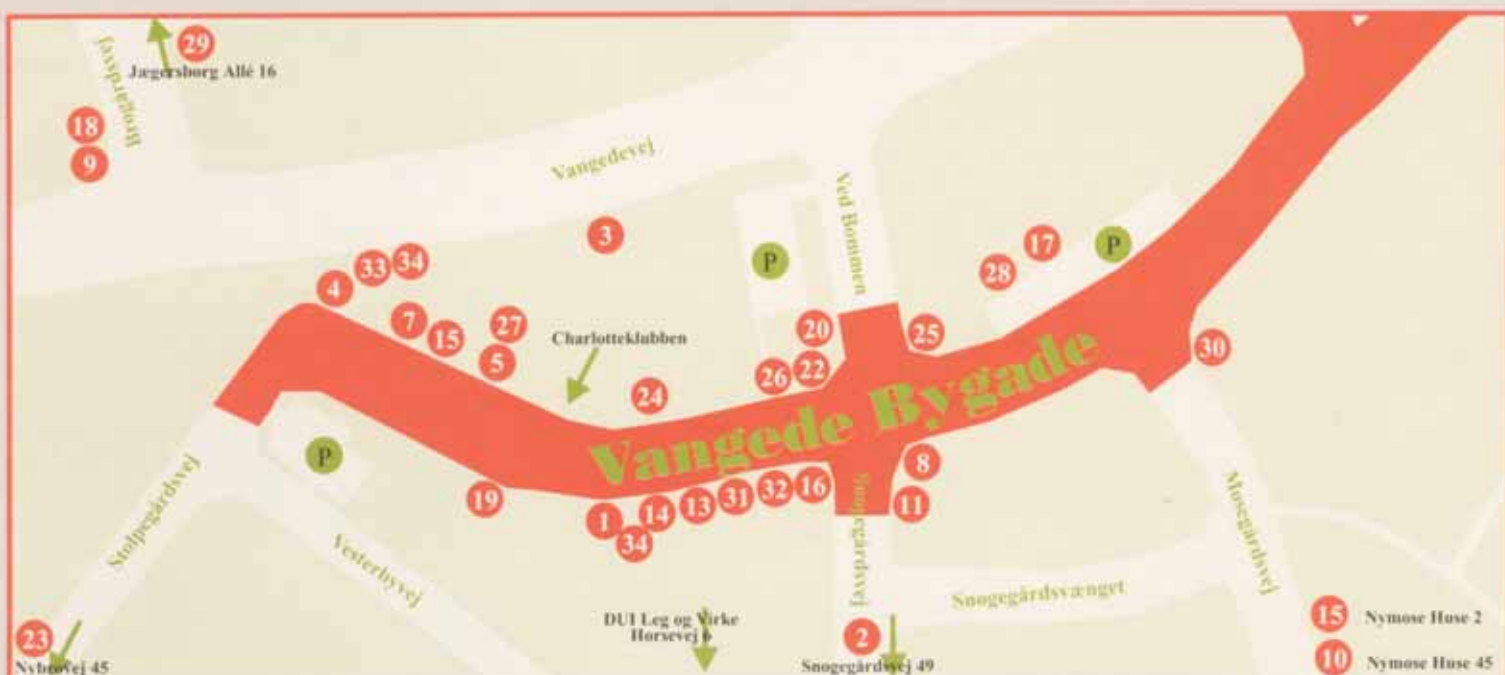 29
Jægersborg Allé 16
Brogårdsvej
18
9
Vangedevej
3
Ved Bommen
P
17
28
P
4
33
34
7
15
27
5
Charlotteklubben
24
20
26
22
25
30
Vangede Bygade
P
19
1
34
14
13
31
32
16
8
11
Stolpegårdsvej
Vesterbyvej
Snogegårdsvej
Snogegårdsvænget
Mosegårdsvej
23
Nybrovej 45
DUI Leg og Virke
Horsevej 6
2
Snogegårdsvej 49
15 Nymose Huse 2
10 Nymose Huse 45